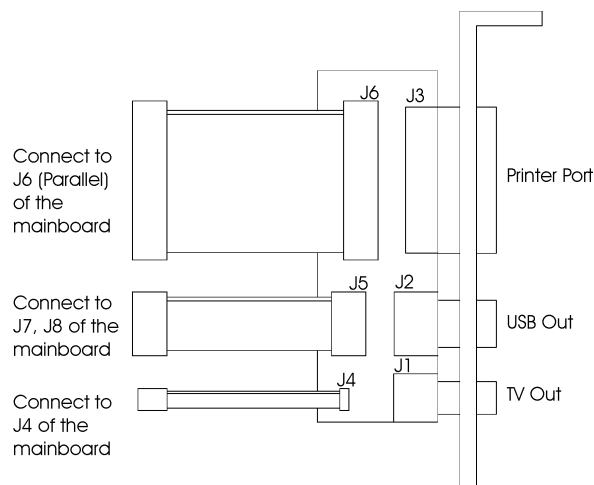 J6
J3
Connect to
J6 (Parallel)
of the
mainboard
Printer Port
J5
J2
Connect to
J7, J8 of the
mainboard
USB Out
J1
J4
TV Out
Connect to
J4 of the
mainboard